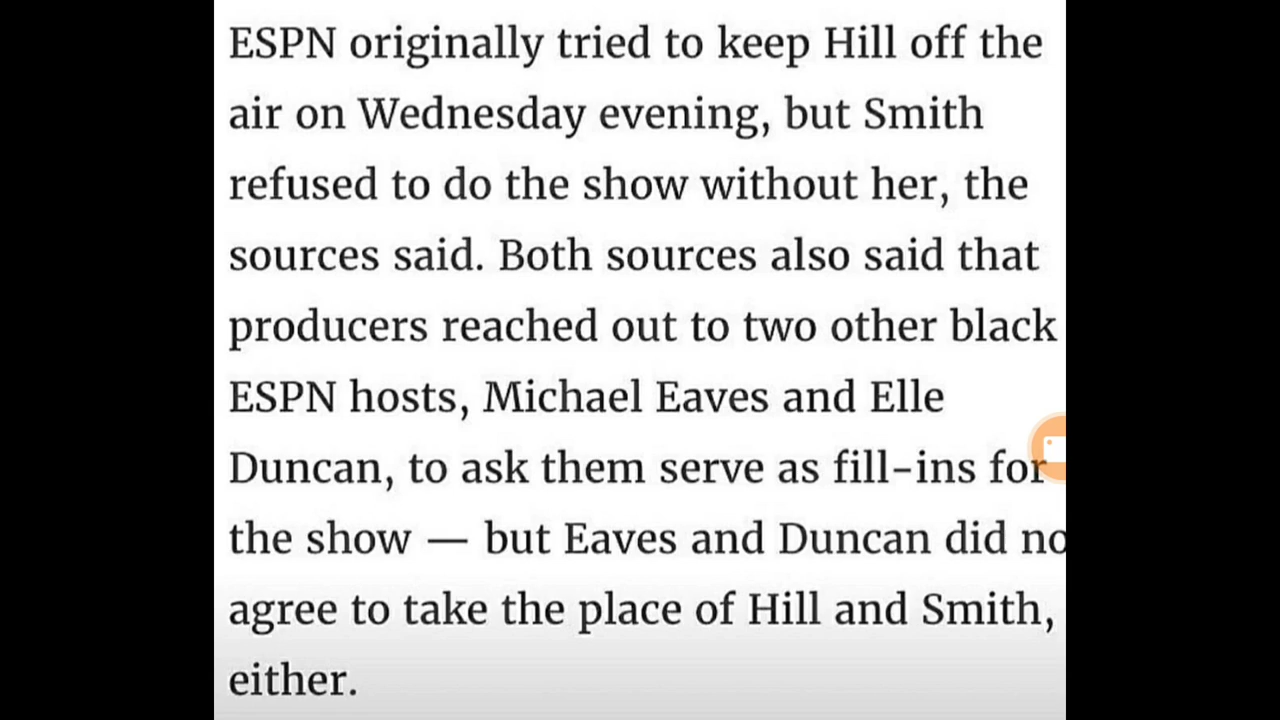 ESPN originally tried to keep Hill off the
air on Wednesday evening, but Smith
refused to do the show without her, the
sources said. Both sources also said that
producers reached out to two other black
ESPN hosts, Michael Eaves and Elle
Duncan, to ask them serve as fill-ins for
the show — but Eaves and Duncan did no
agree to take the place of Hill and Smith,
either.